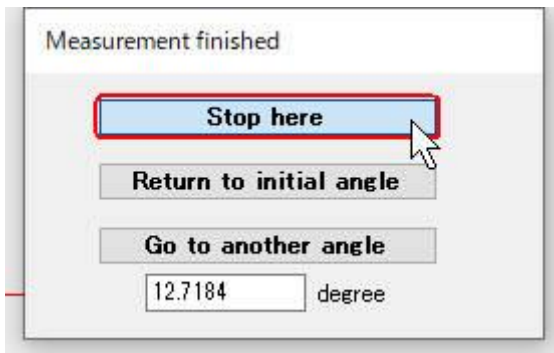 Measurement finished
Stop here
Return to initial angle
Go to another angle
12.7184 degree